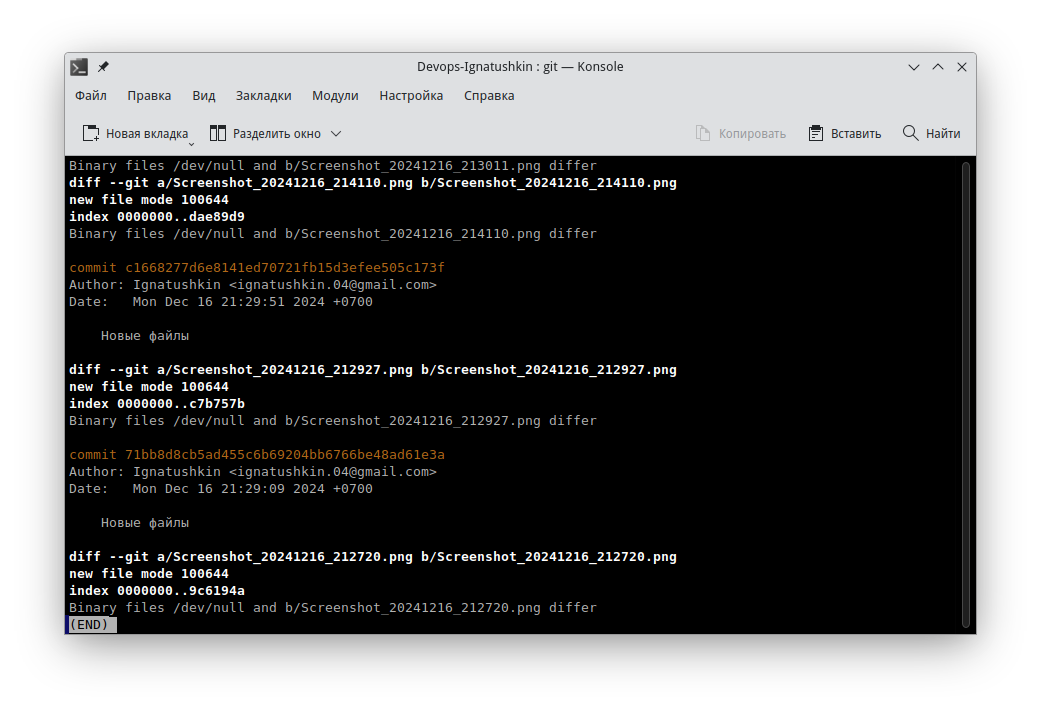 Devops-Ignatushkin : git — Konsole
Файл Правка Вид Закладки Модули Настройка Справка
Новая вкладка Разделить окно Копировать Вставить Найти
Binary files /dev/null and b/Screenshot_20241216_213011.png differ
diff --git a/Screenshot_20241216_214110.png b/Screenshot_20241216_214110.png
new file mode 100644
index 0000000..dae89d9
Binary files /dev/null and b/Screenshot_20241216_214110.png differ
commit c1668277d6e8141ed70721fb15d3efee505c173f
Author: Ignatushkin <ignatushkin.04@gmail.com>
Date:   Mon Dec 16 21:29:51 2024 +0700
Новые файлы
diff --git a/Screenshot_20241216_212927.png b/Screenshot_20241216_212927.png
new file mode 100644
index 0000000..c7b757b
Binary files /dev/null and b/Screenshot_20241216_212927.png differ
commit 71bb8d8cb5ad455c6b69204bb6766be48ad61e3a
Author: Ignatushkin <ignatushkin.04@gmail.com>
Date:   Mon Dec 16 21:29:09 2024 +0700
Новые файлы
diff --git a/Screenshot_20241216_212720.png b/Screenshot_20241216_212720.png
new file mode 100644
index 0000000..9c6194a
Binary files /dev/null and b/Screenshot_20241216_212720.png differ
(END)